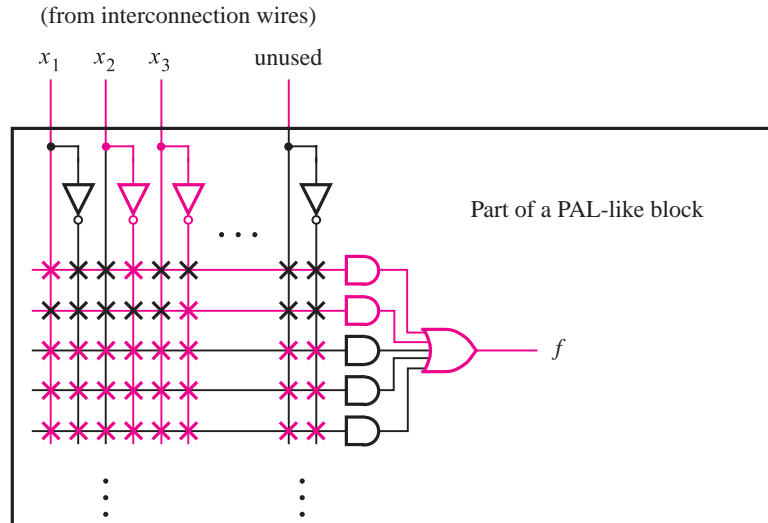 (from interconnection wires)
x₁ x₂ x₃ unused
Part of a PAL-like block
. . .
f